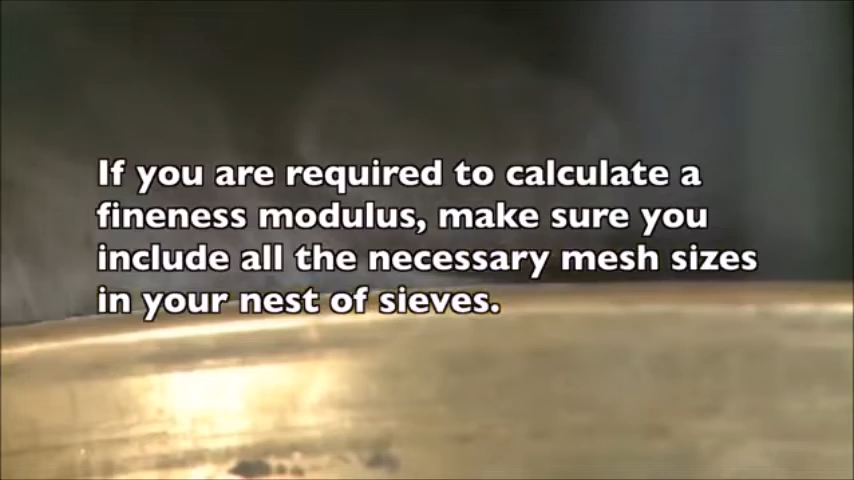 If you are required to calculate a
fineness modulus, make sure you
include all the necessary mesh sizes
in your nest of sieves.